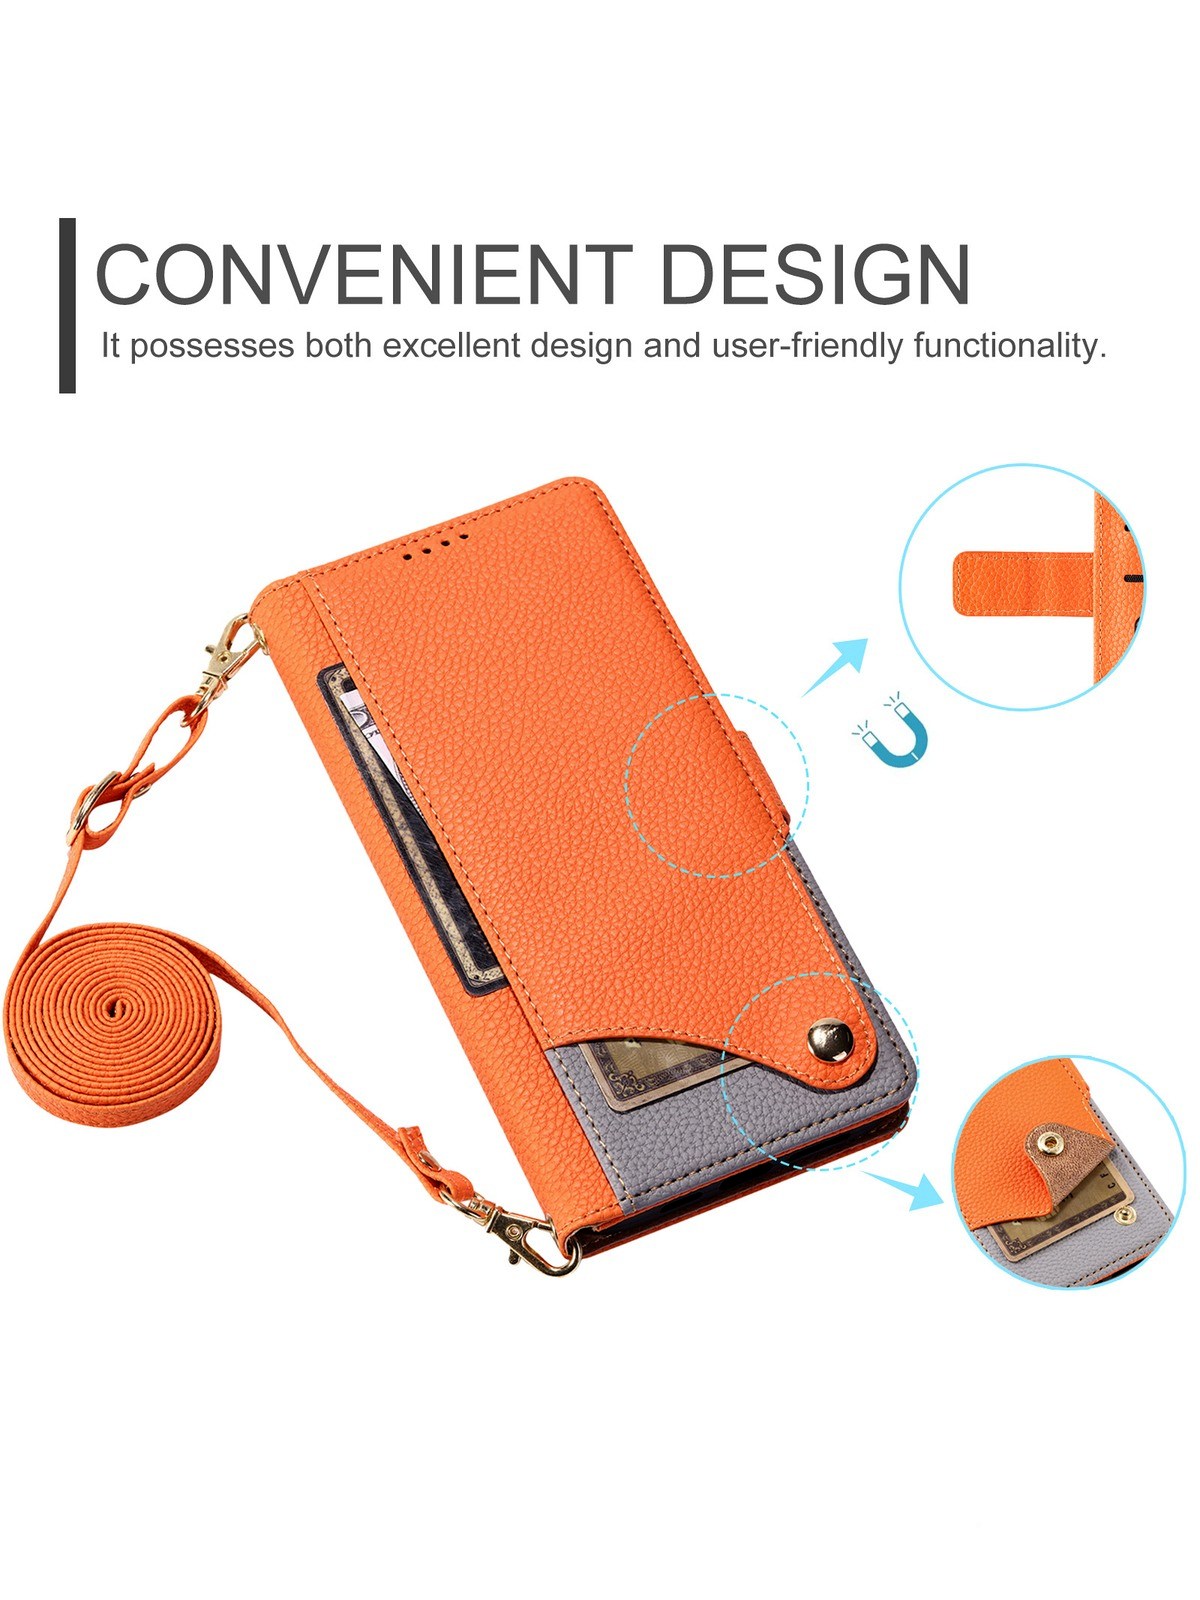 CONVENIENT DESIGN
It possesses both excellent design and user-friendly functionality.